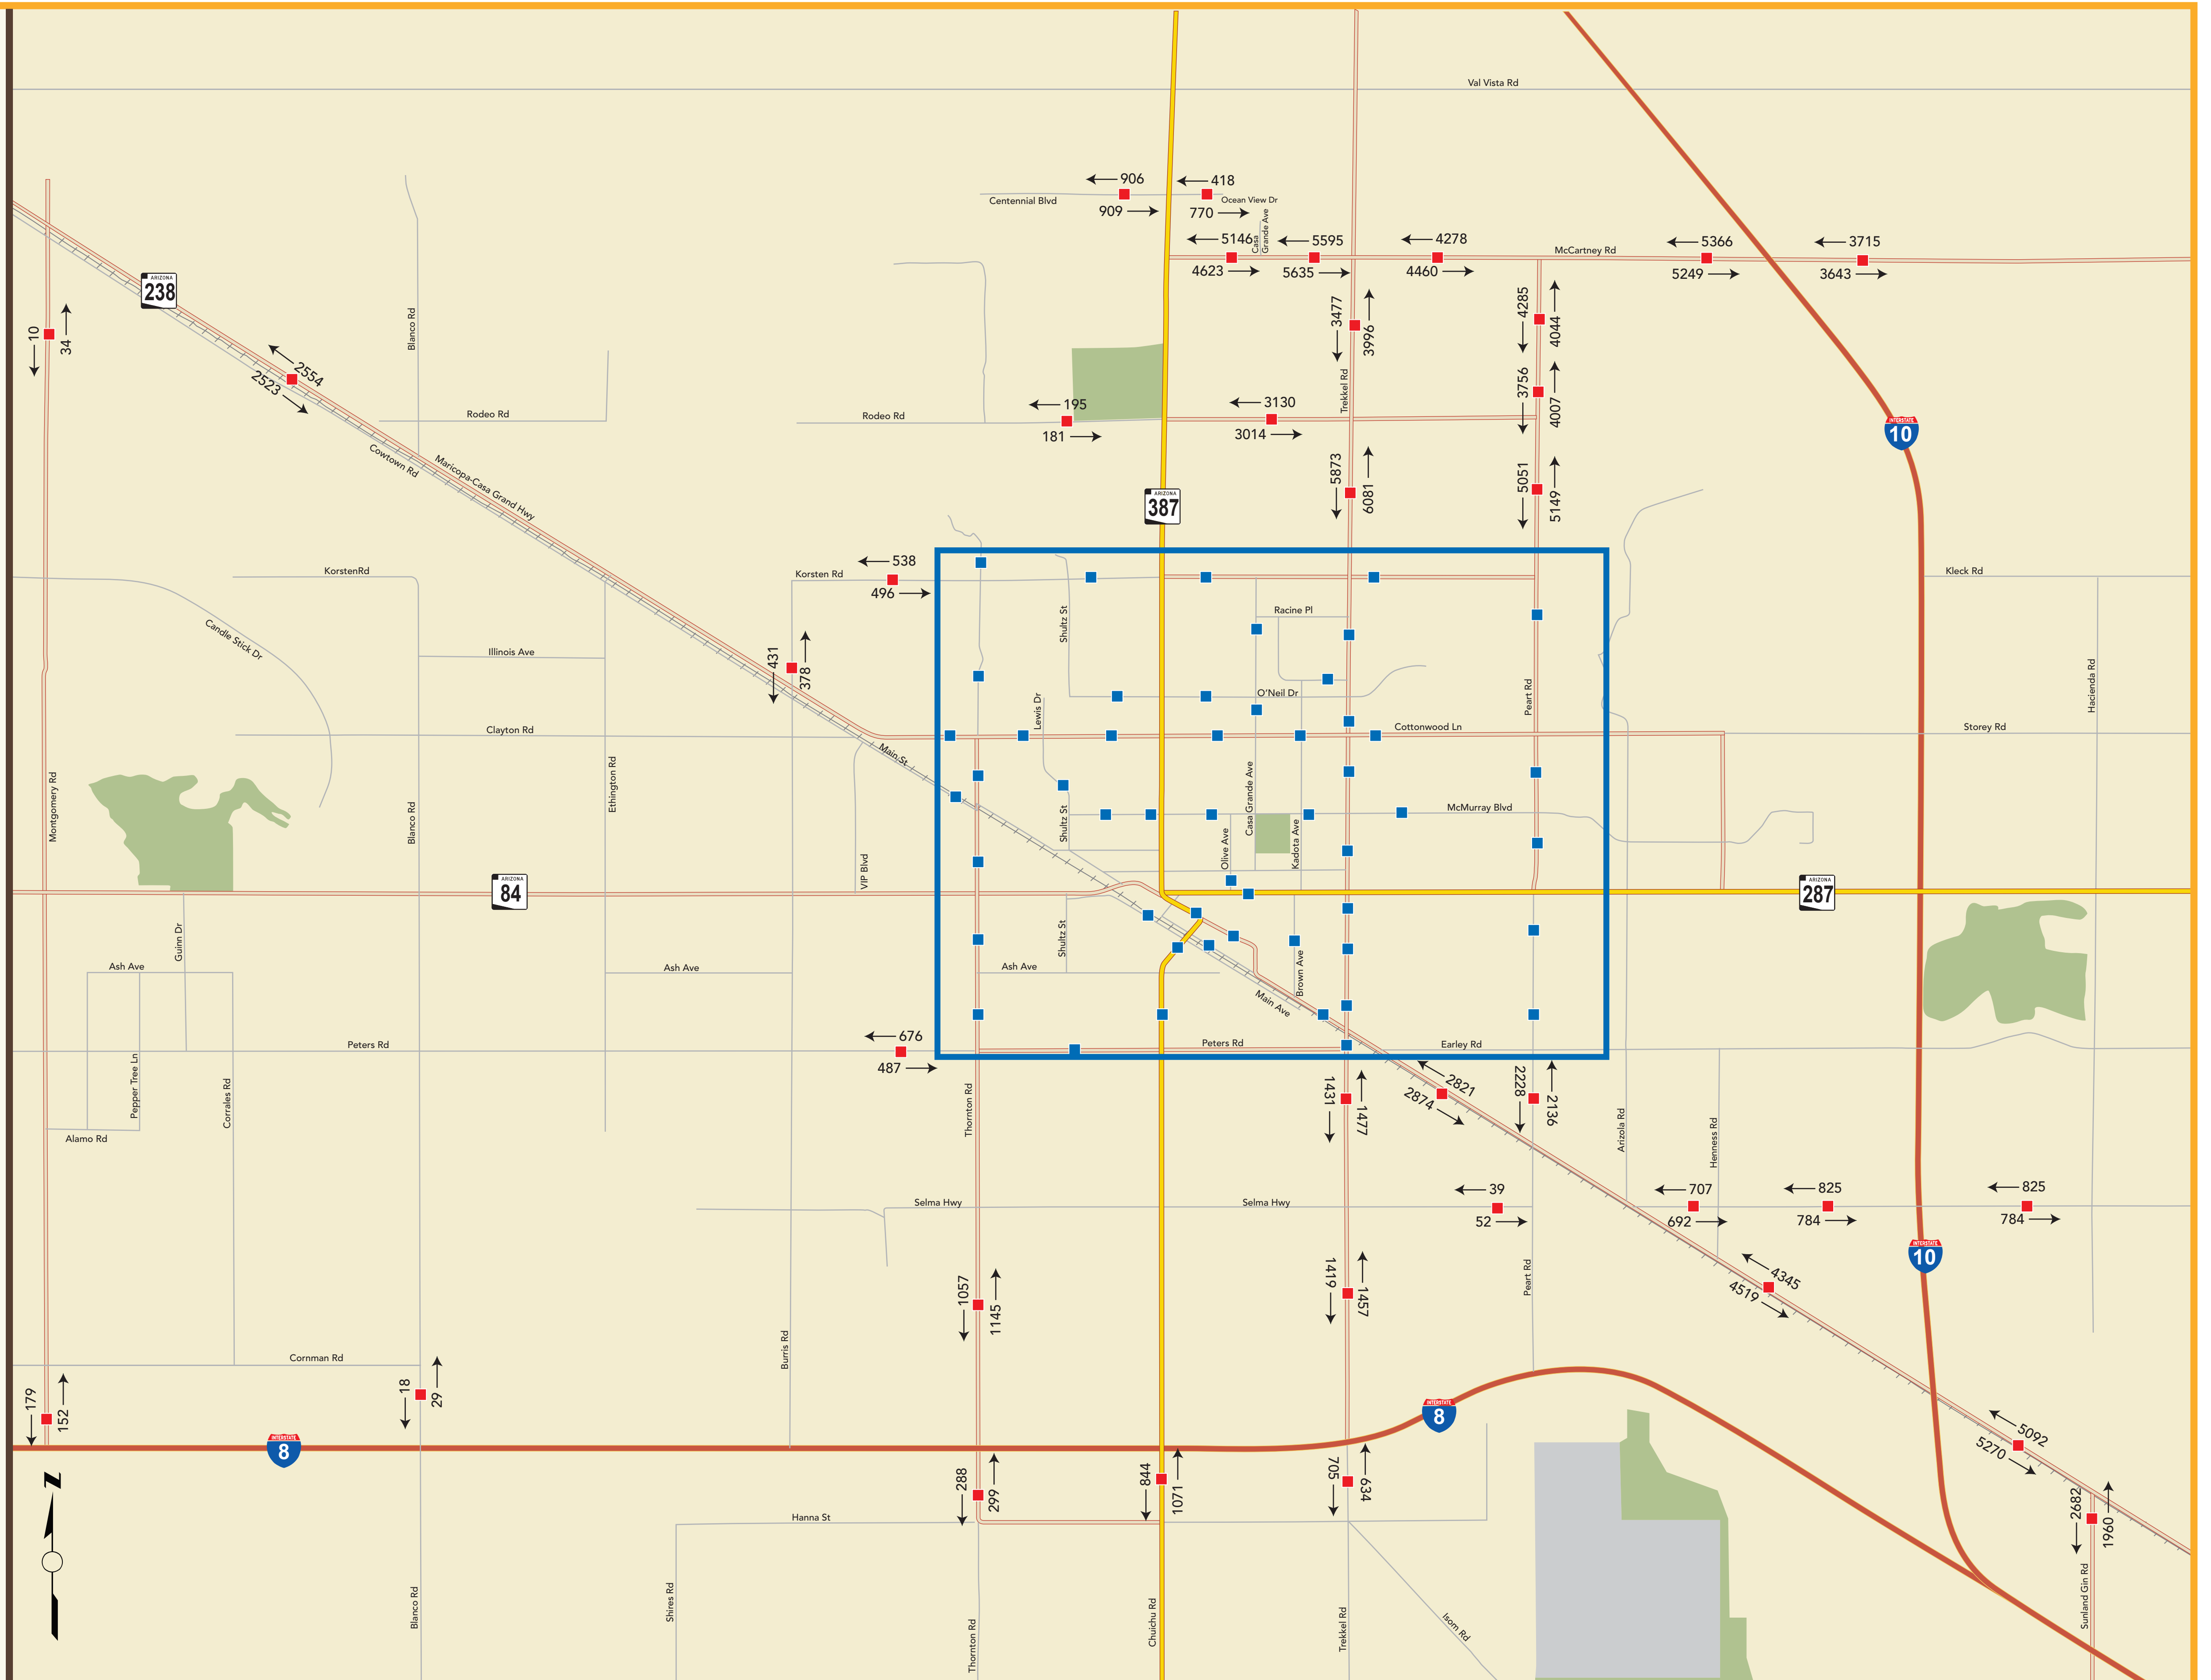 Val Vista Rd
906
418
Centennial Blvd
Ocean View Dr
909
770
Casa
Grande Ave
5146
5595
4278
McCartney Rd
5366
3715
4623
5635
4460
5249
3643
ARIZONA
238
10
34
Blanco Rd
3477
3996
4285
4044
2554
2523
Trekkel Rd
3756
4007
195
3130
Rodeo Rd
Rodeo Rd
181
3014
INTERSTATE
10
Cowtown Rd
Maricopa-Casa Grand Hwy
5873
6081
5051
5149
ARIZONA
387
538
KorstenRd
Korsten Rd
496
Kleck Rd
Candle Stick Dr
Shultz St
Racine Pl
Illinois Ave
431
378
Hacienda Rd
Lewis Dr
O'Neil Dr
Peart Rd
Clayton Rd
Cottonwood Ln
Storey Rd
Main St
Montgomery Rd
Blanco Rd
Ethington Rd
Shultz St
Casa Grande Ave
McMurray Blvd
Olive Ave
Kadota Ave
VIP Blvd
ARIZONA
84
ARIZONA
287
Guinn Dr
Shultz St
Ash Ave
Ash Ave
Ash Ave
Brown Ave
Main Ave
676
Peters Rd
Peters Rd
Earley Rd
487
Pepper Tree Ln
Corrales Rd
Thornton Rd
1431
1477
2821
2874
2228
2136
Arizola Rd
Henness Rd
Alamo Rd
39
707
825
825
Selma Hwy
Selma Hwy
52
692
784
784
INTERSTATE
10
1057
1145
1419
1457
Peart Rd
4345
4519
Burris Rd
Cornman Rd
179
152
18
29
INTERSTATE
8
INTERSTATE
8
5092
5270
288
299
844
1071
705
634
2682
1960
N
Hanna St
Blanco Rd
Shires Rd
Thornton Rd
Chuichu Rd
Trekkel Rd
Isom Rd
Sunland Gin Rd